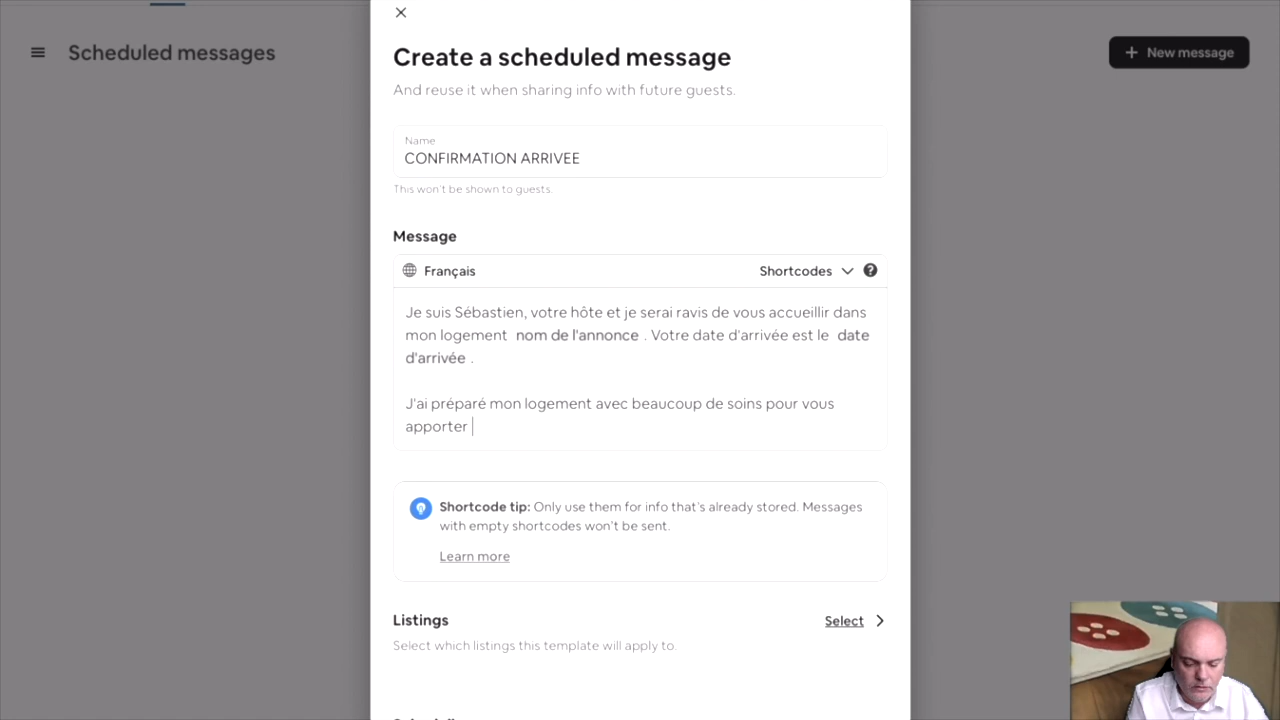 Scheduled messages
New message
Create a scheduled message
And reuse it when sharing info with future guests.
Name
CONFIRMATION ARRIVEE
This won't be shown to guests.
Message
Français
Shortcodes
Je suis Sébastien, votre hôte et je serai ravis de vous accueillir dans
mon logement nom de l'annonce . Votre date d'arrivée est le date
d'arrivée .
J'ai préparé mon logement avec beaucoup de soins pour vous
apporter
Shortcode tip: Only use them for info that's already stored. Messages
with empty shortcodes won't be sent.
Learn more
Listings
Select
Select which listings this template will apply to.